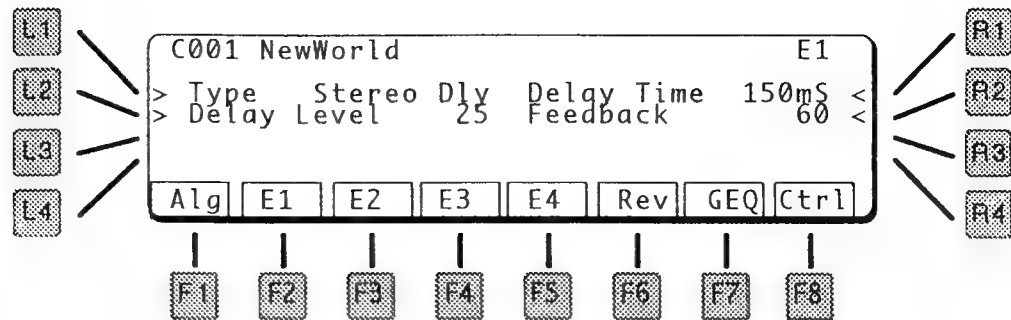 L1
L2
L3
L4
C001 NewWorld E1
> Type Stereo Dly Delay Time 150mS <
> Delay Level 25 Feedback 60 <
Alg E1 E2 E3 E4 Rev GEQ Ctrl
R1
R2
R3
R4
F1 F2 F3 F4 F5 F6 F7 F8